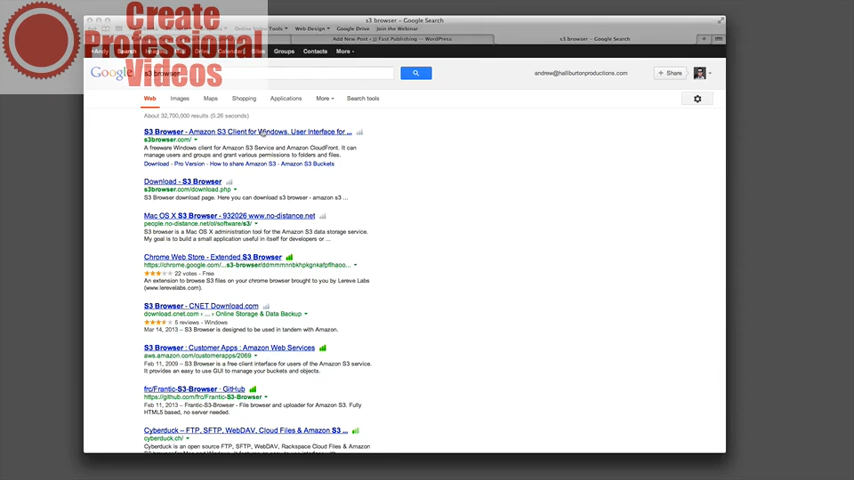 s3 browser - Google Search
Online Video Tools Web Design Google Drive Join the Webinar
Add New Post ‹ JJ Fast Publishing — WordPress
s3 browser - Google Search
Create
Professional
Videos
+Andy Search Maps Drive Calendar Sites Groups Contacts More
Google
s3 browser
andrew@halliburtonproductions.com
+ Share
Web Images Maps Shopping Applications More Search tools
About 32,700,000 results (0.26 seconds)
S3 Browser - Amazon S3 Client for Windows. User Interface for ...
s3browser.com/
A freeware Windows client for Amazon S3 Service and Amazon CloudFront. It can
manage users and groups and grant various permissions to folders and files.
Download - Pro Version - How to share Amazon S3 - Amazon S3 Buckets
Download - S3 Browser
s3browser.com/download.php
S3 Browser download page. Here you can download s3 browser - amazon s3 ...
Mac OS X S3 Browser - 932026 www.no-distance.net
people.no-distance.net/ol/software/s3/
S3 browser is a Mac OS X administration tool for the Amazon S3 data storage service.
My goal is to build a small application useful in itself for developers or ...
Chrome Web Store - Extended S3 Browser
https://chrome.google.com/...s3-browser/ddmmmnnbkhpkgnkafpflhaoo...
22 votes - Free
An extension to browse S3 files on your chrome browser brought to you by Lereve Labs.
(www.lerevelabs.com).
S3 Browser - CNET Download.com
download.cnet.com › ... › Online Storage & Data Backup
5 reviews - Windows
Mar 14, 2013 – S3 Browser is designed to be used in tandem with Amazon.
S3 Browser : Customer Apps : Amazon Web Services
aws.amazon.com/customerapps/2069
Feb 11, 2009 – S3 Browser is a free client interface for users of the Amazon S3 service.
It provides an easy to use GUI to manage your buckets and objects.
frc/Frantic-S3-Browser · GitHub
https://github.com/frc/Frantic-S3-Browser
Feb 11, 2013 – Frantic-S3-Browser - File browser and uploader for Amazon S3. Fully
HTML5 based, no server needed.
Cyberduck – FTP, SFTP, WebDAV, Cloud Files & Amazon S3 ...
cyberduck.ch/
Cyberduck is an open source FTP, SFTP, WebDAV, Rackspace Cloud Files & Amazon